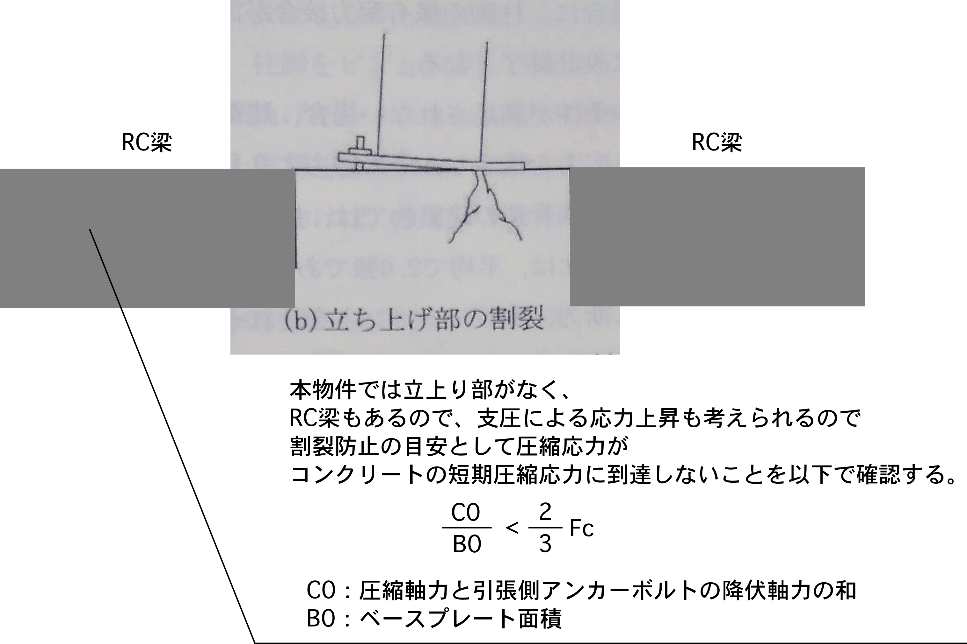 RC梁
RC梁
(b)立ち上げ部の割裂
本物件では立上り部がなく、
RC梁もあるので、支圧による応力上昇も考えられるので
割裂防止の目安として圧縮応力が
コンクリートの短期圧縮応力に到達しないことを以下で確認する。
CO/BO < 2/3 Fc
CO：圧縮軸力と引張側アンカーボルトの降伏軸力の和
BO：ベースプレート面積